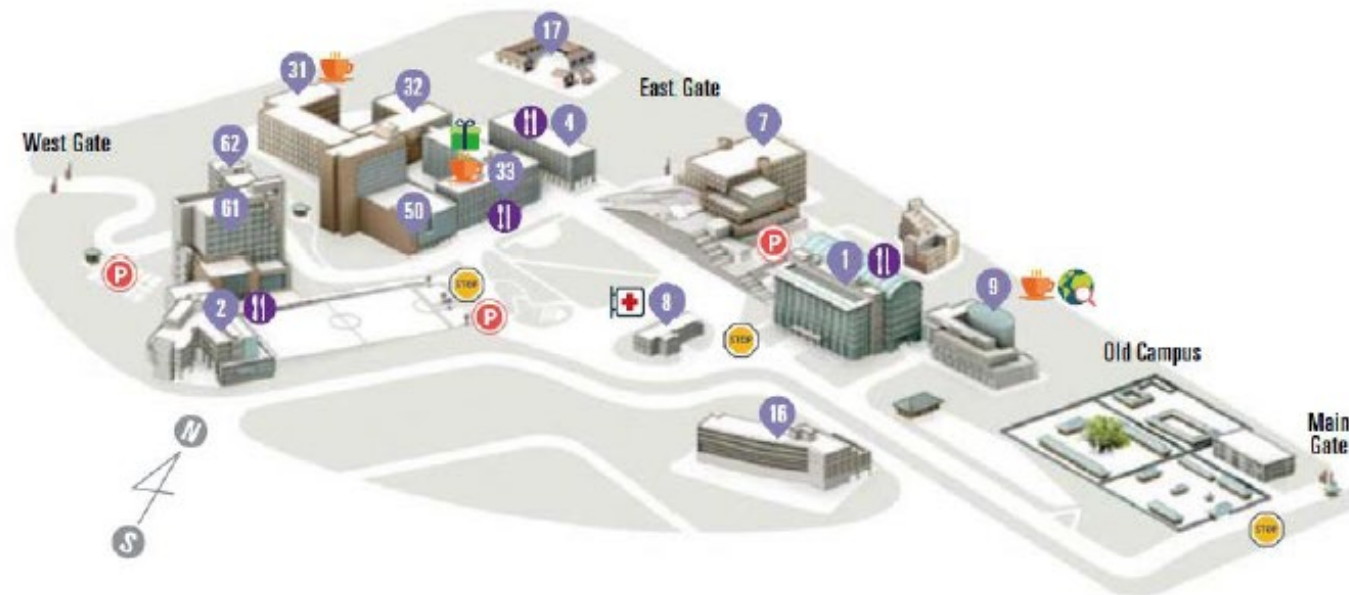 17
31
32
East Gate
4
7
West Gate
62
33
61
50
P
1
P
STOP
9
2
8
P
STOP
Old Campus
16
Main
Gate
N
S
STOP